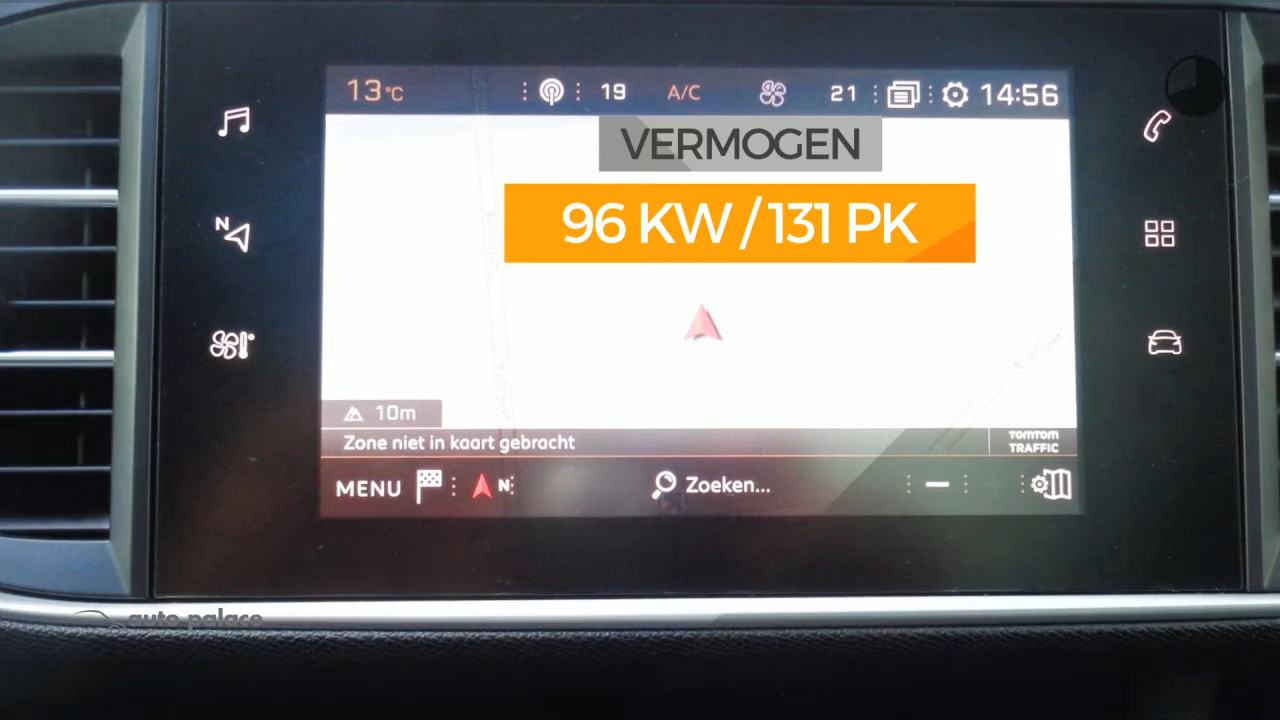 13°C 19 A/C 21 14:56
VERMOGEN
96 KW / 131 PK
N
10m
Zone niet in kaart gebracht
TOMTOM
TRAFFIC
MENU N Zoeken...
auto palace